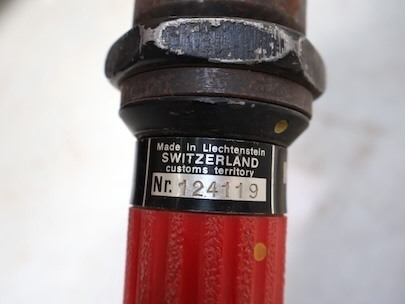 Made in Liechtenstein
SWITZERLAND
customs territory
Nr. 124119